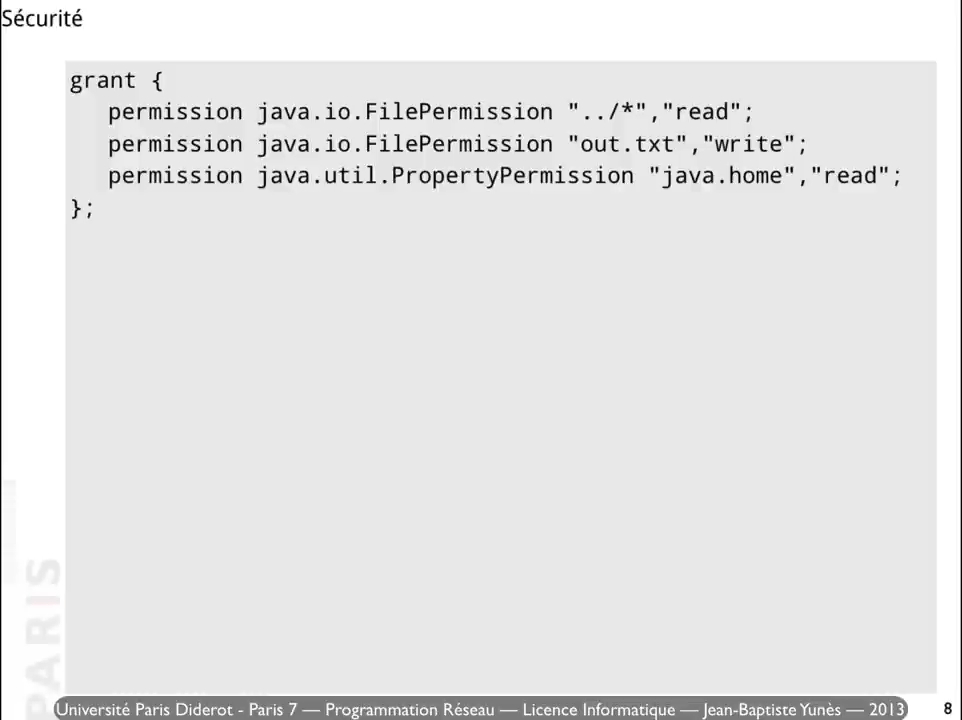 Sécurité
grant {
permission java.io.FilePermission "../*","read";
permission java.io.FilePermission "out.txt","write";
permission java.util.PropertyPermission "java.home","read";
};
PARIS
Université Paris Diderot - Paris 7 — Programmation Réseau — Licence Informatique — Jean-Baptiste Yunès — 2013
8